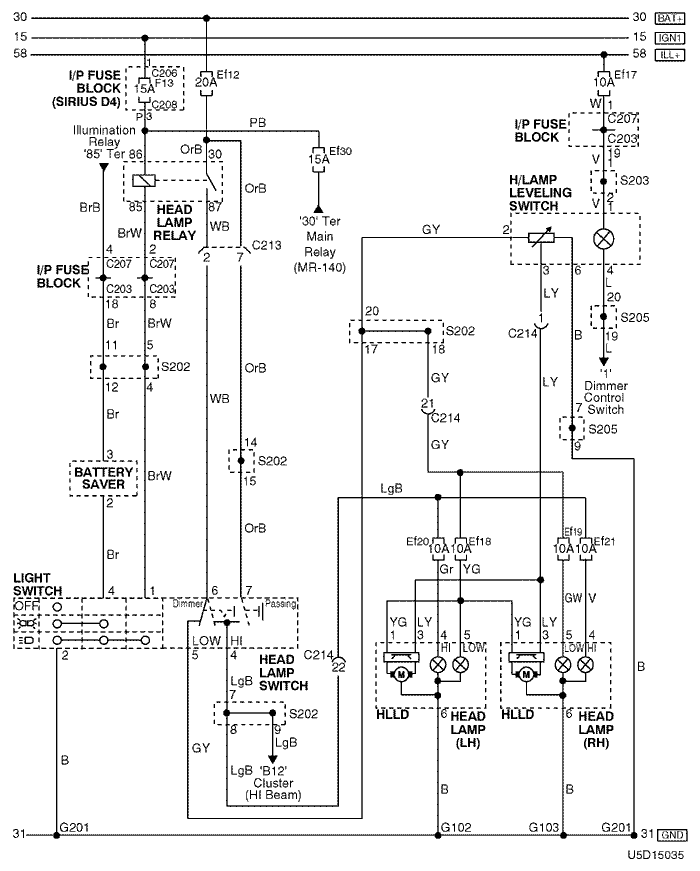 30 30 BAT+
15 15 IGN1
58 58 ILL+
1
I/P FUSE
BLOCK
(SIRIUS D4)
C206
F13
15A
C208
P 3
Ef12
20A
Ef17
10A
W 1
I/P FUSE
BLOCK
C207
C203
19
V
S203
V 2
1
Illumination
Relay
'85' Ter
86
PB
OrB
30
Ef30
15A
'30' Ter
Main
Relay
(MR-140)
H/LAMP
LEVELING
SWITCH
85
HEAD
LAMP
RELAY
87
WB
OrB
BrB
BrW
C213
2 7
GY
2
3 6 4
LY
L
B
20
S205
19
L
'1'
Dimmer
Control
Switch
1
C214
LY
7
S205
9
4 2
I/P FUSE
BLOCK
C207 C207
C203 C203
18 8
Br BrW
11 5
S202
12 4
Br
20
S202
17 18
GY
21
C214
GY
OrB
WB
14
S202
15
OrB
3
BATTERY
SAVER
2
BrW
Br
LgB
Ef20
10A
Ef18
10A
Ef19
10A
Ef21
10A
Gr YG
GW V
LIGHT
SWITCH
4 1
OFF
2
6 7
Dimmer
Passing
LOW HI
5 4
HEAD
LAMP
SWITCH
C214
22
LgB
7
S202
8 9
LgB
GY
LgB
'B12'
Cluster
(HI Beam)
YG LY
1 3 4 5
HI LOW
M
6
HLLD
HEAD
LAMP
(LH)
YG LY
1 3 5 4
LOW HI
M
6
HLLD
HEAD
LAMP
(RH)
B
B
B
B
31 G201 G102 G103 G201 31 GND
U5D15035